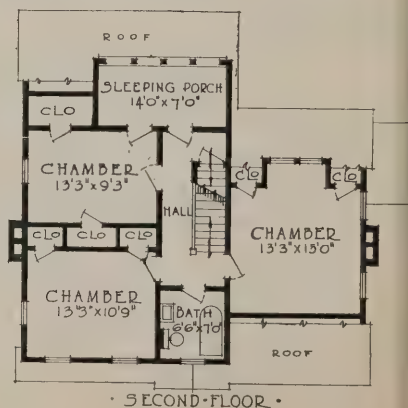 ROOF
SLEEPING PORCH
14'0"x7'0"
CLO
CHAMBER
13'3"x9'3"
CLO
CLO
HALL
CHAMBER
13'3"x15'0"
CLO
CLO
CLO
CHAMBER
13'3"x10'9"
BATH
6'6"x7'0"
ROOF
·SECOND·FLOOR·